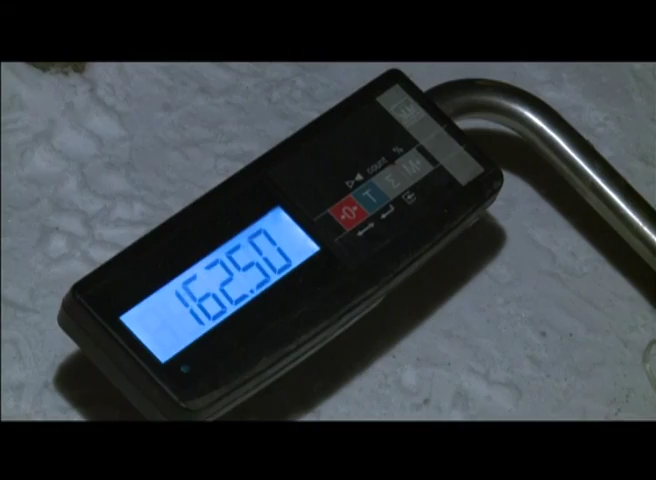 162.50
count %
→0← T Σ M+